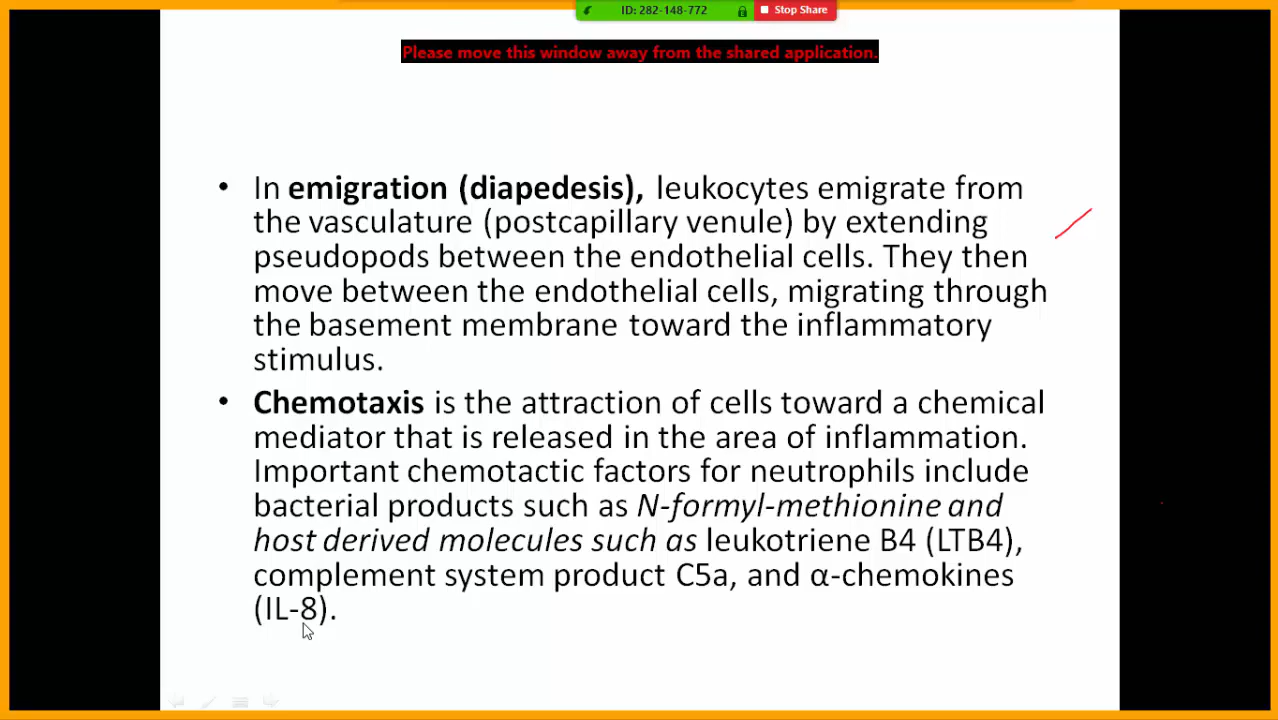 ID: 282-148-772
Stop Share
Please move this window away from the shared application.
• In emigration (diapedesis), leukocytes emigrate from
the vasculature (postcapillary venule) by extending
pseudopods between the endothelial cells. They then
move between the endothelial cells, migrating through
the basement membrane toward the inflammatory
stimulus.
• Chemotaxis is the attraction of cells toward a chemical
mediator that is released in the area of inflammation.
Important chemotactic factors for neutrophils include
bacterial products such as N-formyl-methionine and
host derived molecules such as leukotriene B4 (LTB4),
complement system product C5a, and α-chemokines
(IL-8).